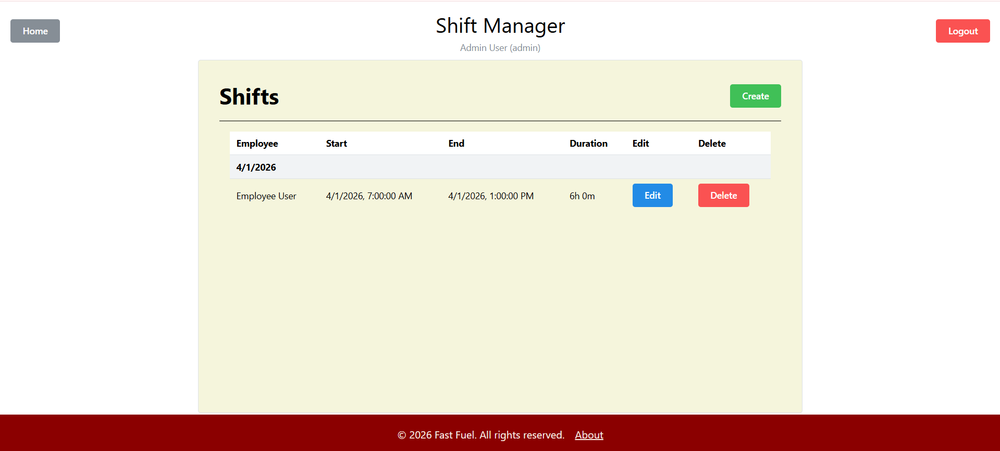 Home
Shift Manager
Admin User (admin)
Logout
Shifts
Create
Employee Start End Duration Edit Delete
4/1/2026
Employee User 4/1/2026, 7:00:00 AM 4/1/2026, 1:00:00 PM 6h 0m Edit Delete
© 2026 Fast Fuel. All rights reserved. About